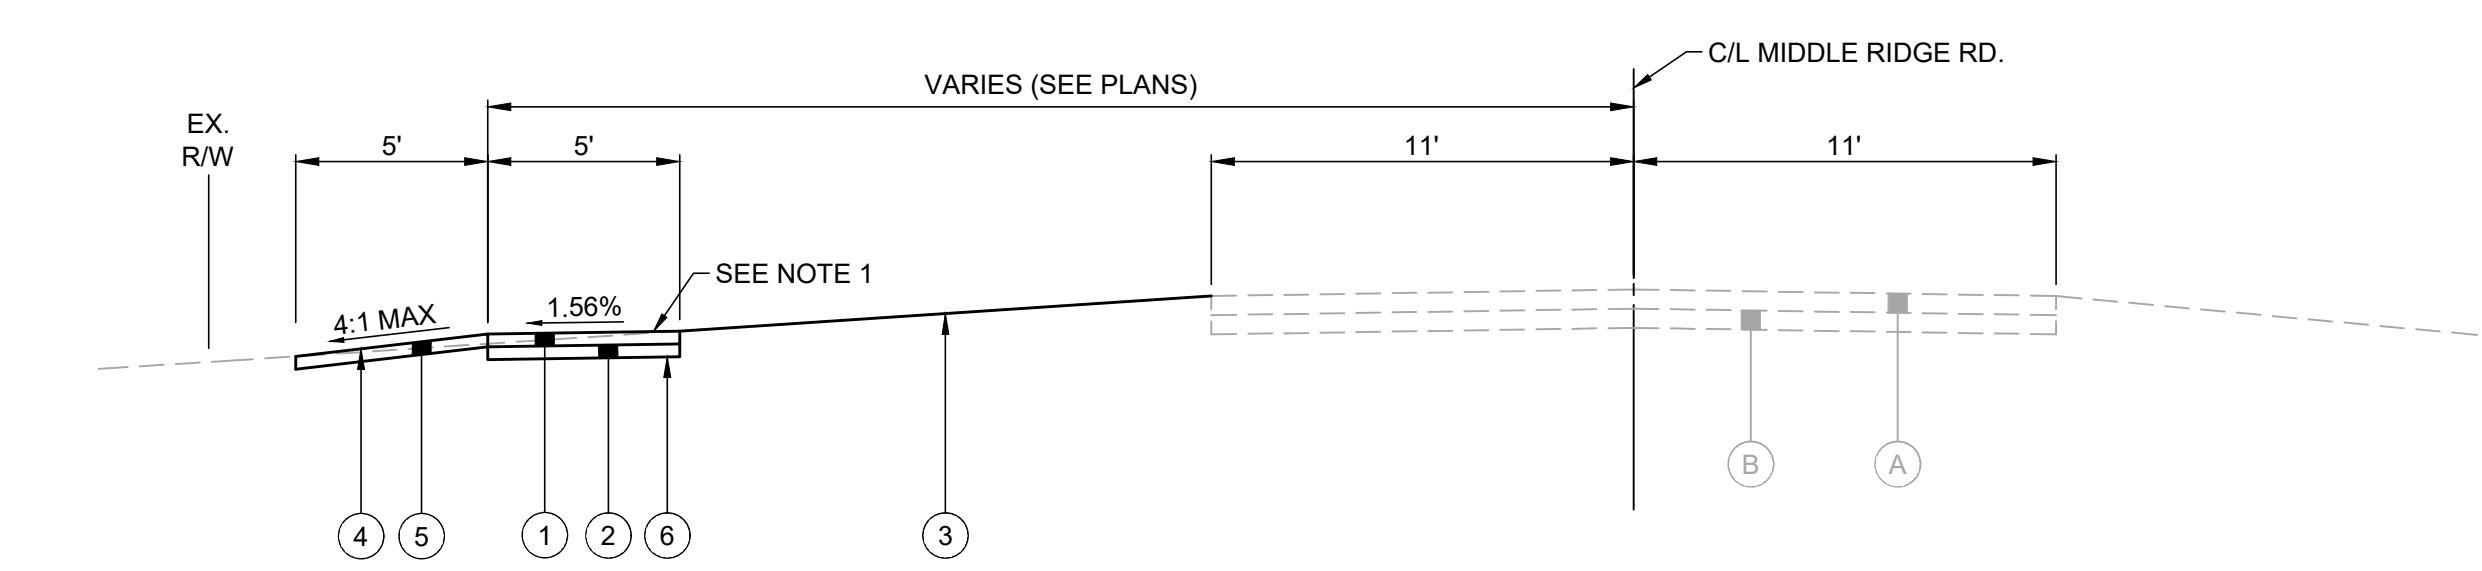 C/L MIDDLE RIDGE RD.
VARIES (SEE PLANS)
EX.
R/W
5'
5'
11'
11'
SEE NOTE 1
4:1 MAX
1.56%
B
A
4
5
1
2
6
3